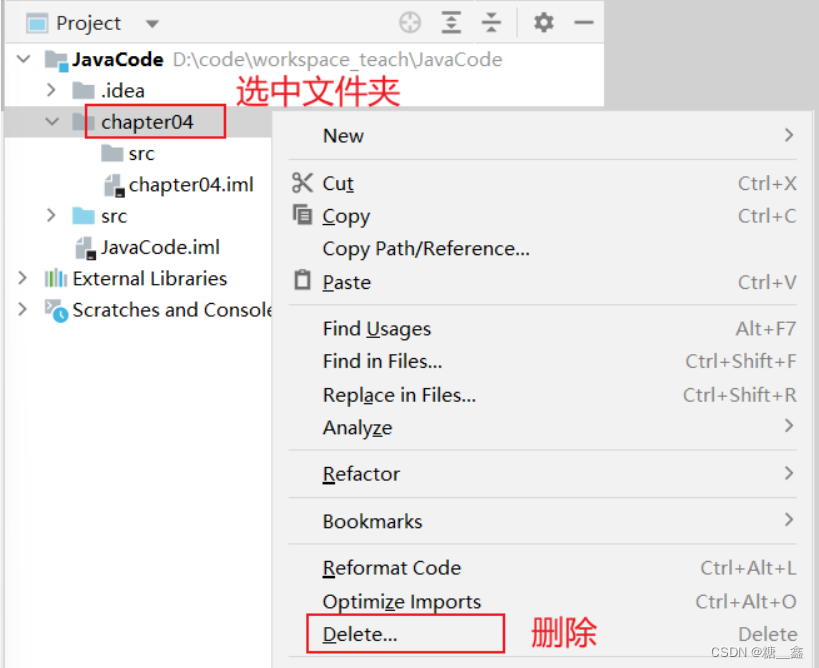 Project
JavaCode D:\code\workspace_teach\JavaCode
.idea
选中文件夹
chapter04
src
chapter04.iml
src
JavaCode.iml
External Libraries
Scratches and Console
New
Cut Ctrl+X
Copy Ctrl+C
Copy Path/Reference...
Paste Ctrl+V
Find Usages Alt+F7
Find in Files... Ctrl+Shift+F
Replace in Files... Ctrl+Shift+R
Analyze
Refactor
Bookmarks
Reformat Code Ctrl+Alt+L
Optimize Imports Ctrl+Alt+O
Delete... 删除 Delete
CSDN @糖__鑫